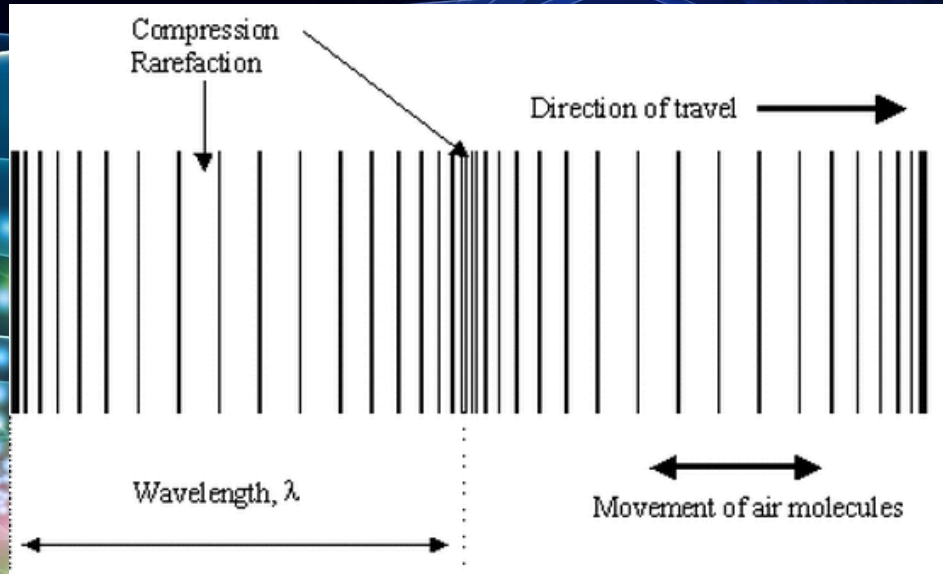 Compression
Rarefaction
Direction of travel
Wavelength, λ
Movement of air molecules